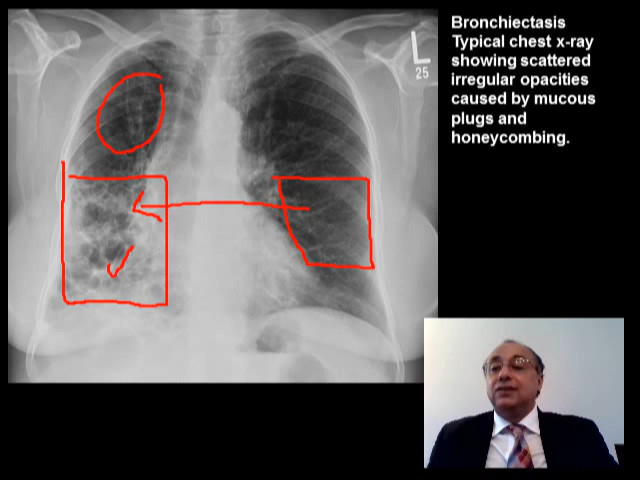 Bronchiectasis
Typical chest x-ray
showing scattered
irregular opacities
caused by mucous
plugs and
honeycombing.
L
25